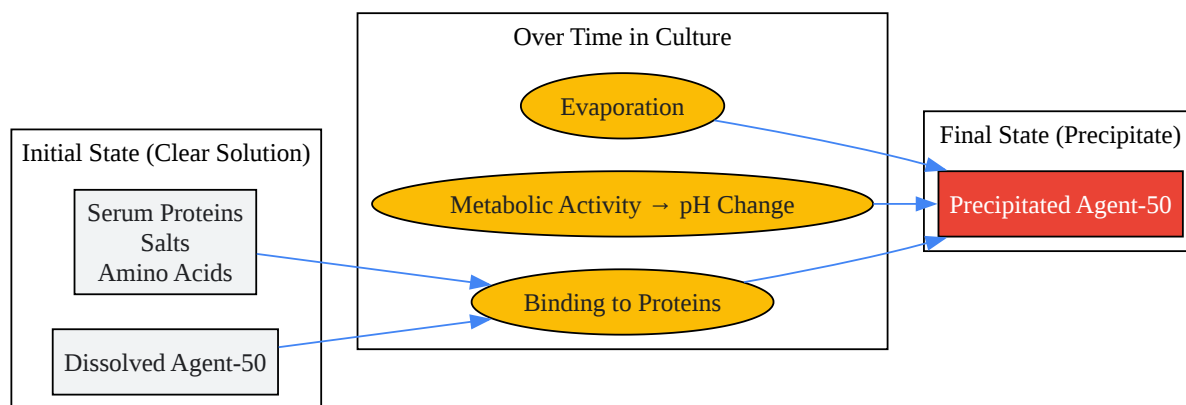 Initial State (Clear Solution)
Serum Proteins
Salts
Amino Acids
Dissolved Agent-50
Over Time in Culture
Evaporation
Metabolic Activity → pH Change
Binding to Proteins
Final State (Precipitate)
Precipitated Agent-50